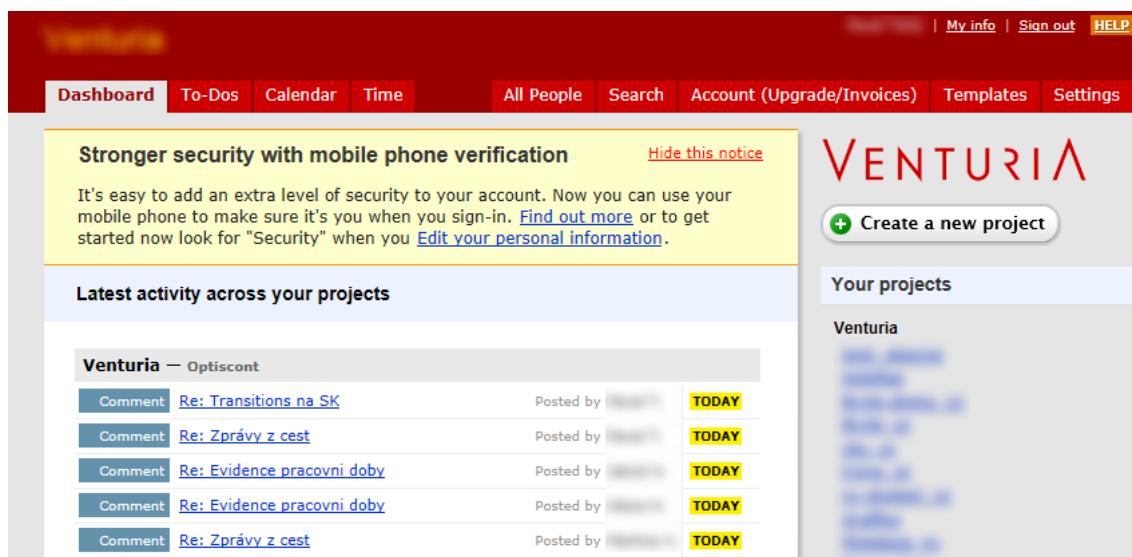 Venturia
My info | Sign out HELP
Dashboard To-Dos Calendar Time All People Search Account (Upgrade/Invoices) Templates Settings
Stronger security with mobile phone verification Hide this notice
It's easy to add an extra level of security to your account. Now you can use your
mobile phone to make sure it's you when you sign-in. Find out more or to get
started now look for "Security" when you Edit your personal information.
Latest activity across your projects
Venturia — Optiscont
Comment Re: Transitions na SK Posted by TODAY
Comment Re: Zprávy z cest Posted by TODAY
Comment Re: Evidence pracovni doby Posted by TODAY
Comment Re: Evidence pracovni doby Posted by TODAY
Comment Re: Zprávy z cest Posted by TODAY
VENTURIA
Create a new project
Your projects
Venturia